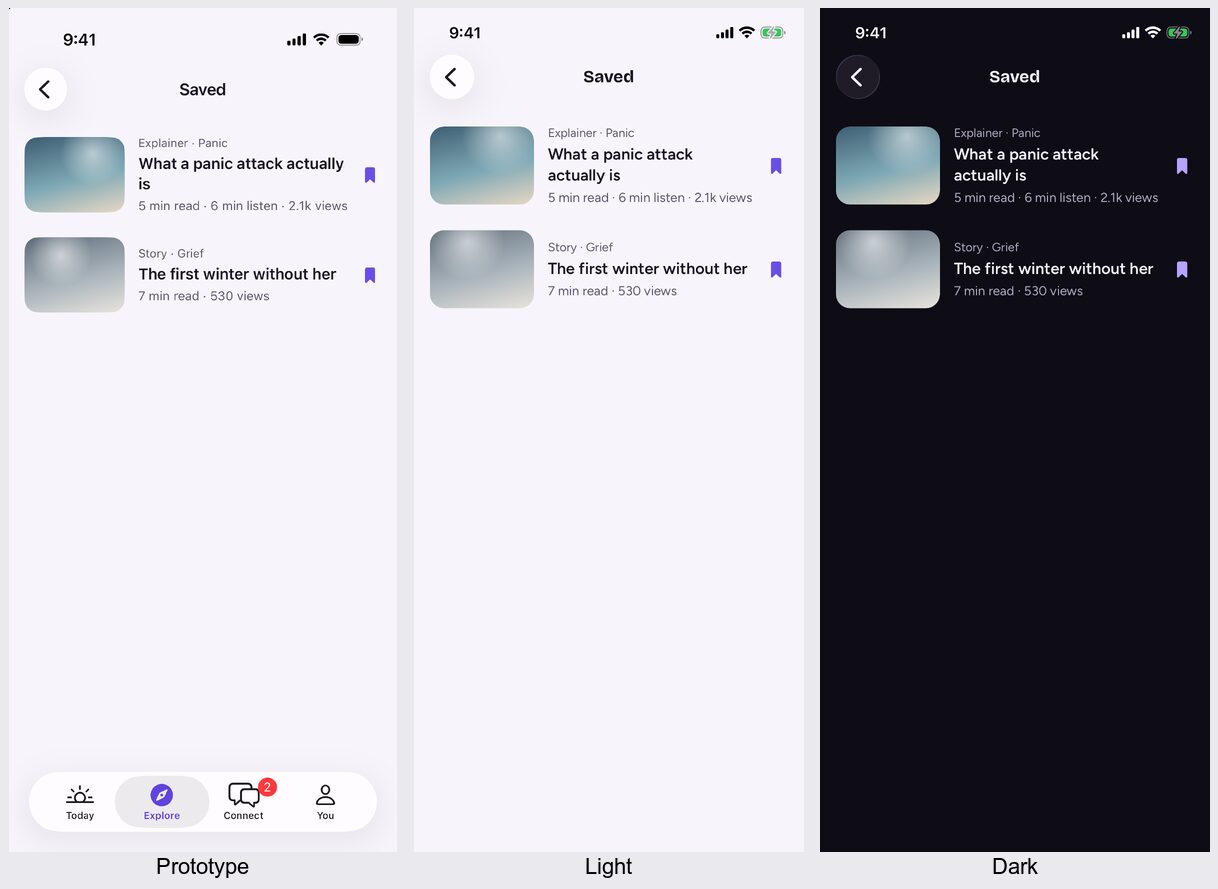 9:41
Saved
Explainer · Panic
What a panic attack actually
is
5 min read · 6 min listen · 2.1k views
Story · Grief
The first winter without her
7 min read · 530 views
Today
Explore
2
Connect
You
Prototype
9:41
Saved
Explainer · Panic
What a panic attack
actually is
5 min read · 6 min listen · 2.1k views
Story · Grief
The first winter without her
7 min read · 530 views
Light
9:41
Saved
Explainer · Panic
What a panic attack
actually is
5 min read · 6 min listen · 2.1k views
Story · Grief
The first winter without her
7 min read · 530 views
Dark